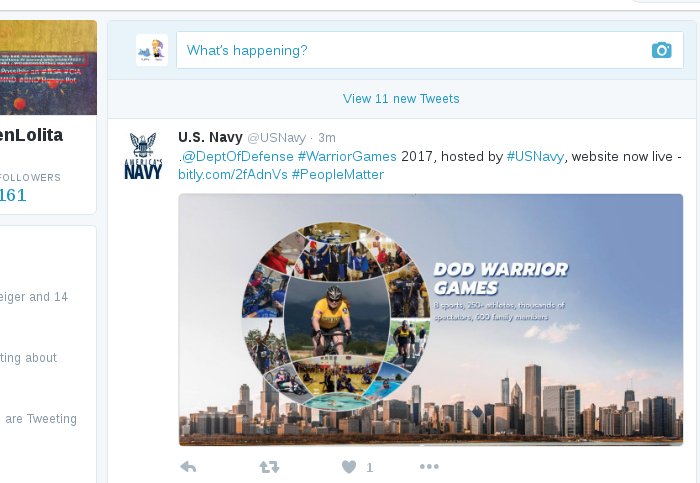 What's happening?
View 11 new Tweets
enLolita
FOLLOWERS
161
eiger and 14
ting about
are Tweeting
AMERICA'S
NAVY
U.S. Navy @USNavy · 3m
.@DeptOfDefense #WarriorGames 2017, hosted by #USNavy, website now live -
bitly.com/2fAdnVs #PeopleMatter
DOD WARRIOR
GAMES
8 sports, 250+ athletes, thousands of
spectators, 600 family members
1